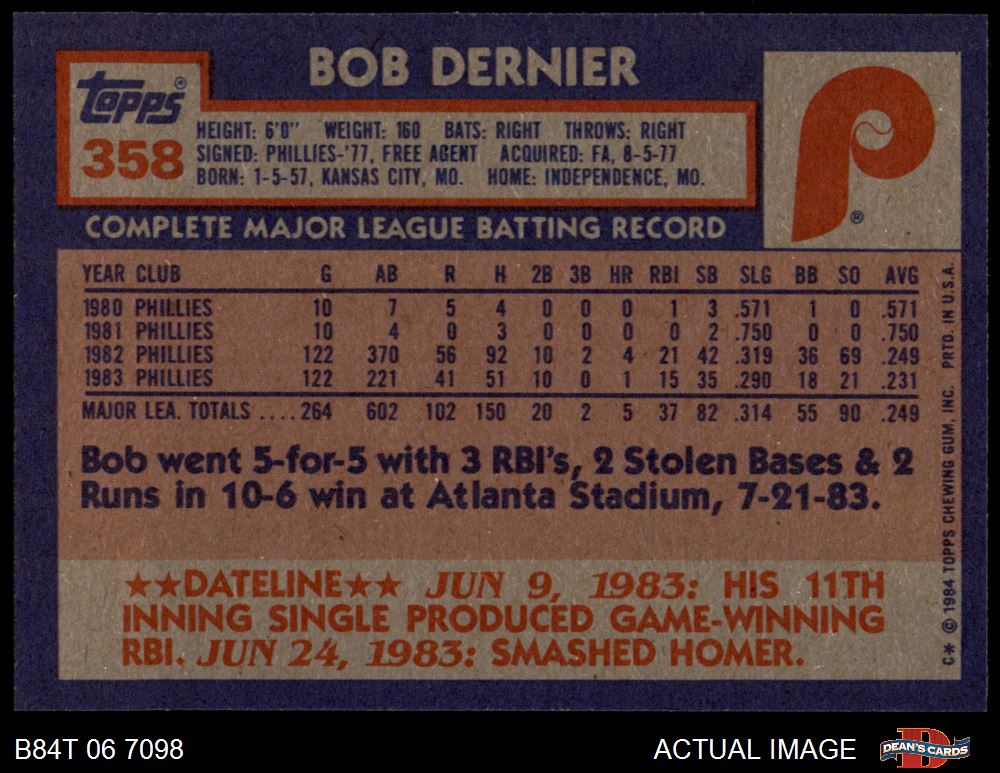 BOB DERNIER
Topps®
358
HEIGHT: 6'0" WEIGHT: 160 BATS: RIGHT THROWS: RIGHT
SIGNED: PHILLIES-'77, FREE AGENT ACQUIRED: FA, 8-5-77
BORN: 1-5-57, KANSAS CITY, MO. HOME: INDEPENDENCE, MO.
P®
COMPLETE MAJOR LEAGUE BATTING RECORD
YEAR CLUB G AB R H 2B 3B HR RBI SB SLG BB SO AVG
1980 PHILLIES 10 7 5 4 0 0 0 1 3 .571 1 0 .571
1981 PHILLIES 10 4 0 3 0 0 0 0 2 .750 0 0 .750
1982 PHILLIES 122 370 56 92 10 2 4 21 42 .319 36 69 .249
1983 PHILLIES 122 221 41 51 10 0 1 15 35 .290 18 21 .231
MAJOR LEA. TOTALS .... 264 602 102 150 20 2 5 37 82 .314 55 90 .249
Bob went 5-for-5 with 3 RBI's, 2 Stolen Bases & 2
Runs in 10-6 win at Atlanta Stadium, 7-21-83.
★★DATELINE★★ JUN 9, 1983: HIS 11TH
INNING SINGLE PRODUCED GAME-WINNING
RBI. JUN 24, 1983: SMASHED HOMER.
C* © 1984 TOPPS CHEWING GUM, INC. PRTD. IN U.S.A.
B84T 06 7098
ACTUAL IMAGE
DEAN'S CARDS